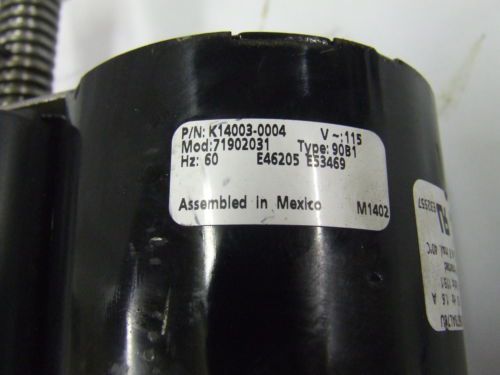 P/N: K14003-0004 V ~: 115
Mod: 71902031 Type: 90B1
Hz: 60 E46205 E53469
Assembled in Mexico M1402